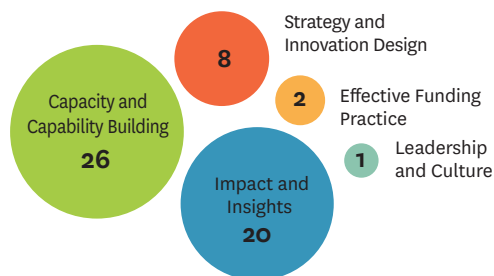 Strategy and
Innovation Design
8
Capacity and
Capability Building
26
2
Effective Funding
Practice
1
Leadership
and Culture
Impact and
Insights
20